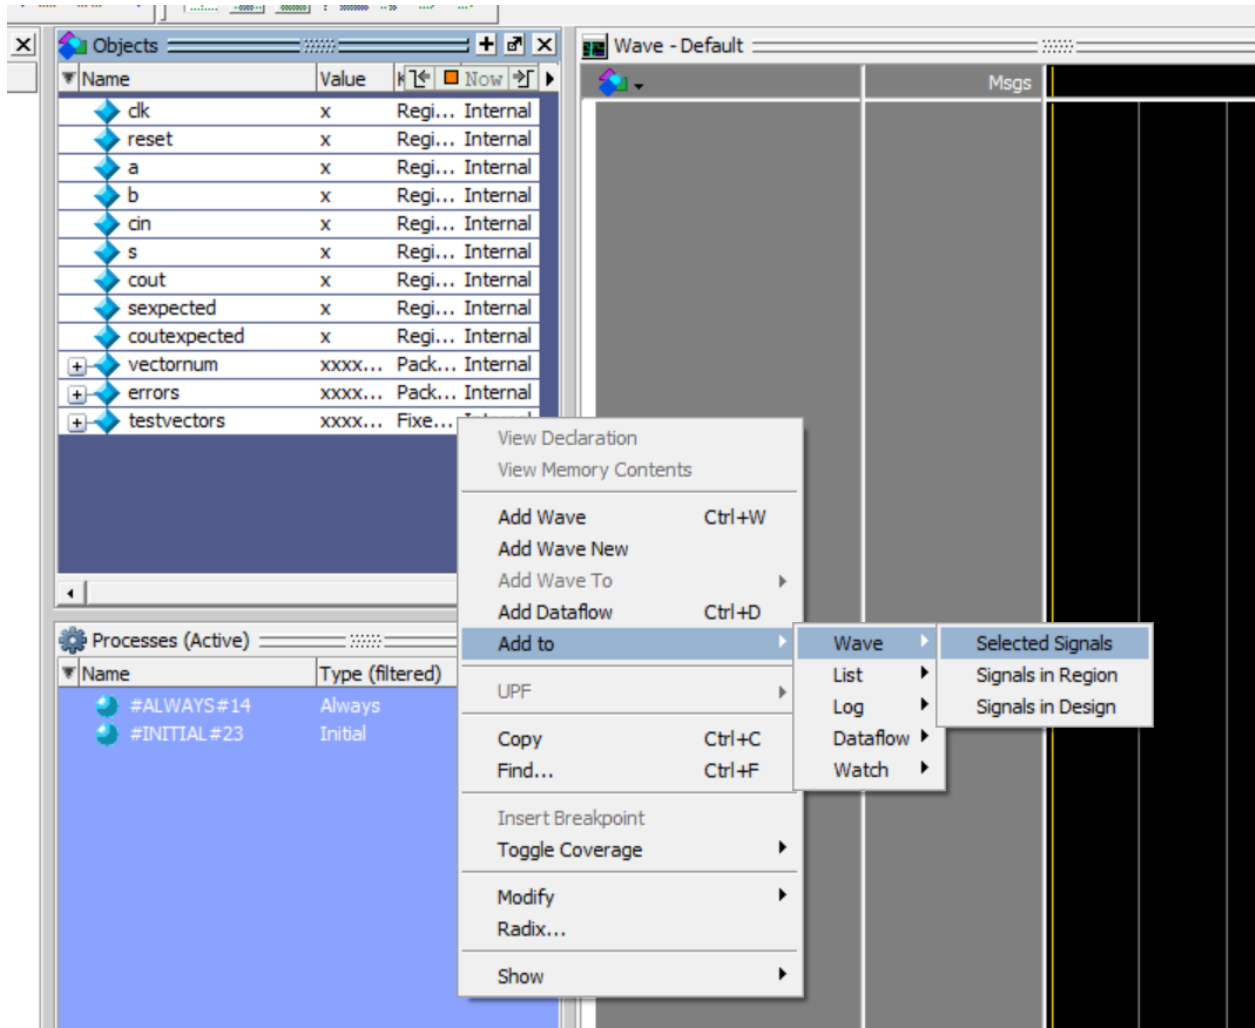 Objects
Name Value K Now
clk x Regi... Internal
reset x Regi... Internal
a x Regi... Internal
b x Regi... Internal
cin x Regi... Internal
s x Regi... Internal
cout x Regi... Internal
sexpected x Regi... Internal
coutexpected x Regi... Internal
vectornum xxxx... Pack... Internal
errors xxxx... Pack... Internal
testvectors xxxx... Fixe...
Processes (Active)
Name Type (filtered)
#ALWAYS#14 Always
#INITIAL#23 Initial
View Declaration
View Memory Contents
Add Wave Ctrl+W
Add Wave New
Add Wave To
Add Dataflow Ctrl+D
Add to
UPF
Copy Ctrl+C
Find... Ctrl+F
Insert Breakpoint
Toggle Coverage
Modify
Radix...
Show
Wave
List
Log
Dataflow
Watch
Selected Signals
Signals in Region
Signals in Design
Wave - Default
Msgs